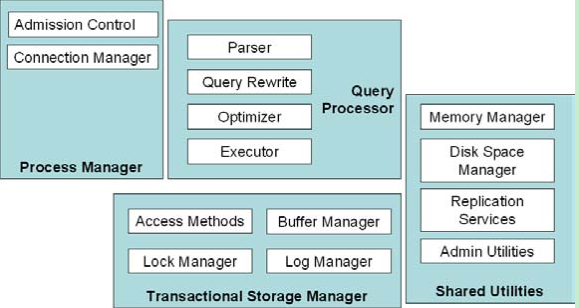 Admission Control
Connection Manager
Process Manager
Parser
Query Rewrite
Optimizer
Executor
Query
Processor
Memory Manager
Disk Space
Manager
Replication
Services
Admin Utilities
Shared Utilities
Access Methods
Buffer Manager
Lock Manager
Log Manager
Transactional Storage Manager